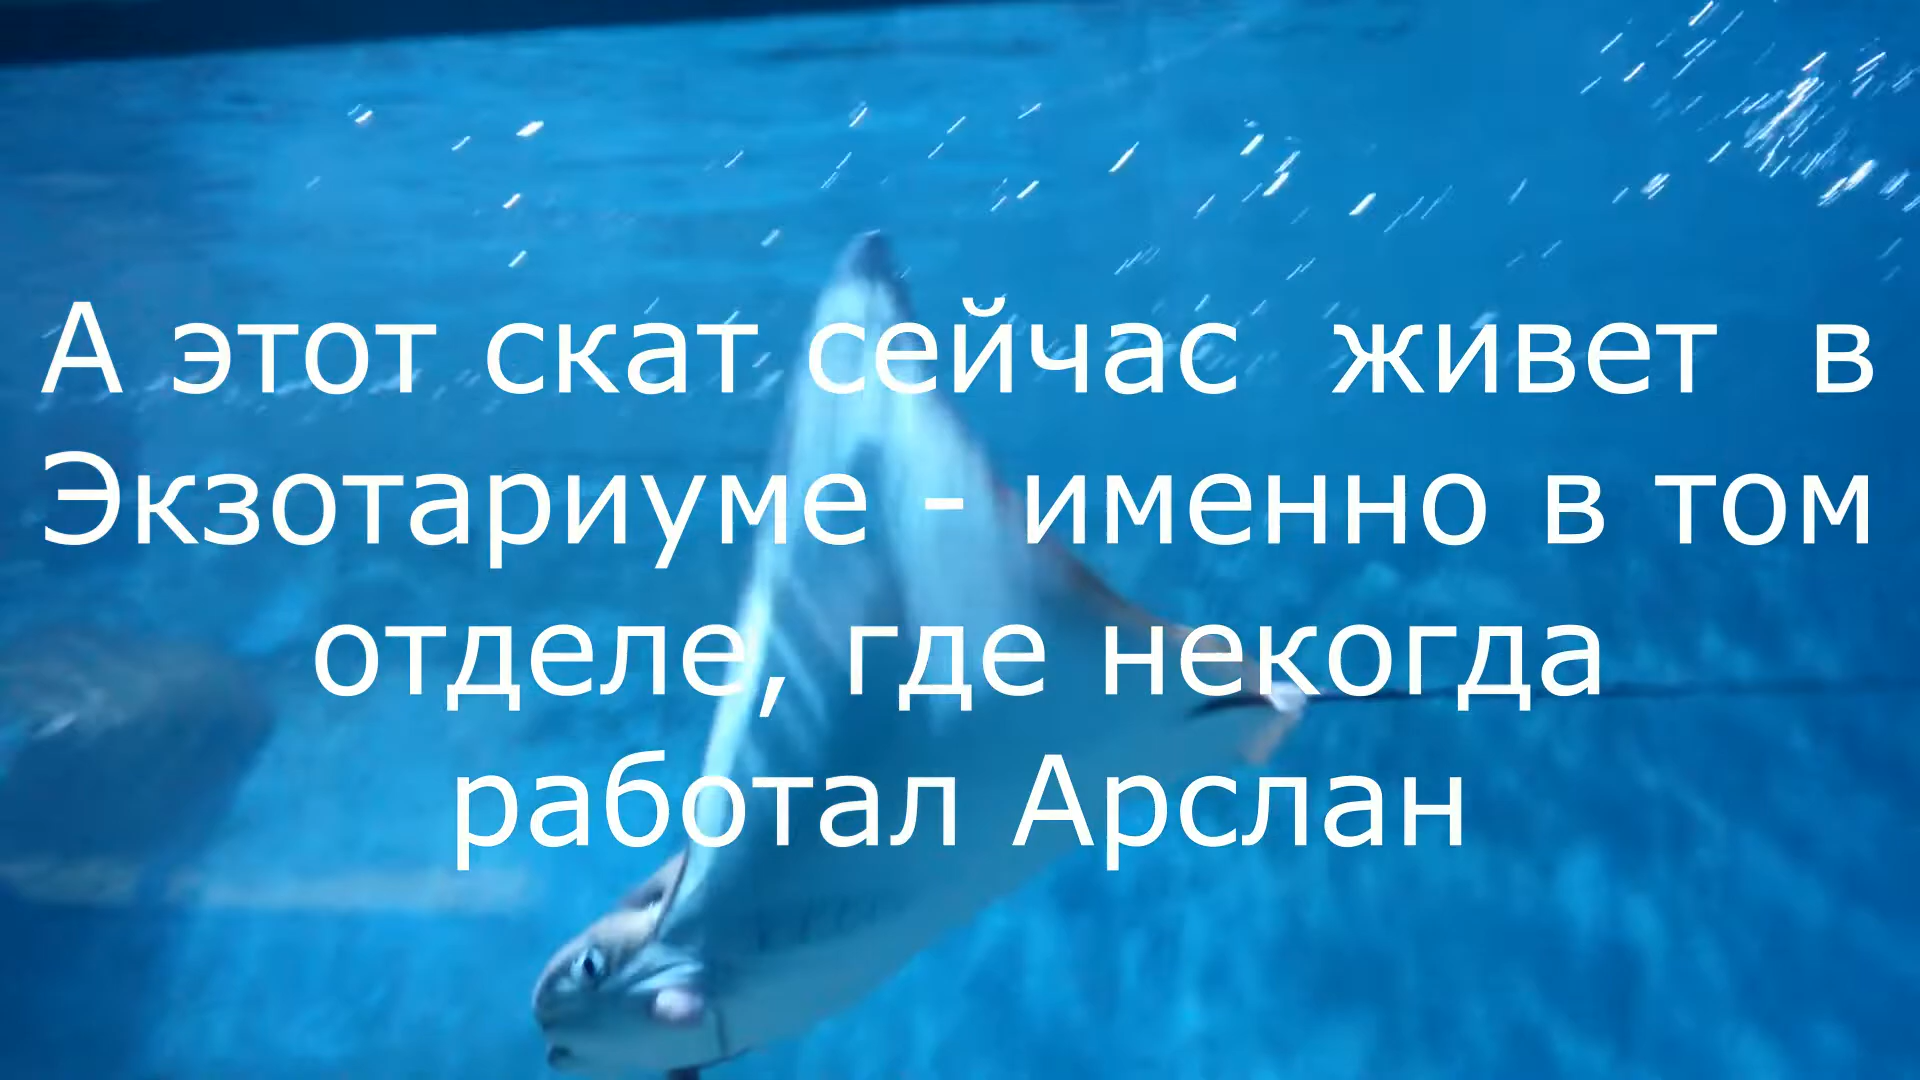 А этот скат сейчас живет в
Экзотариуме - именно в том
отделе, где некогда
работал Арслан